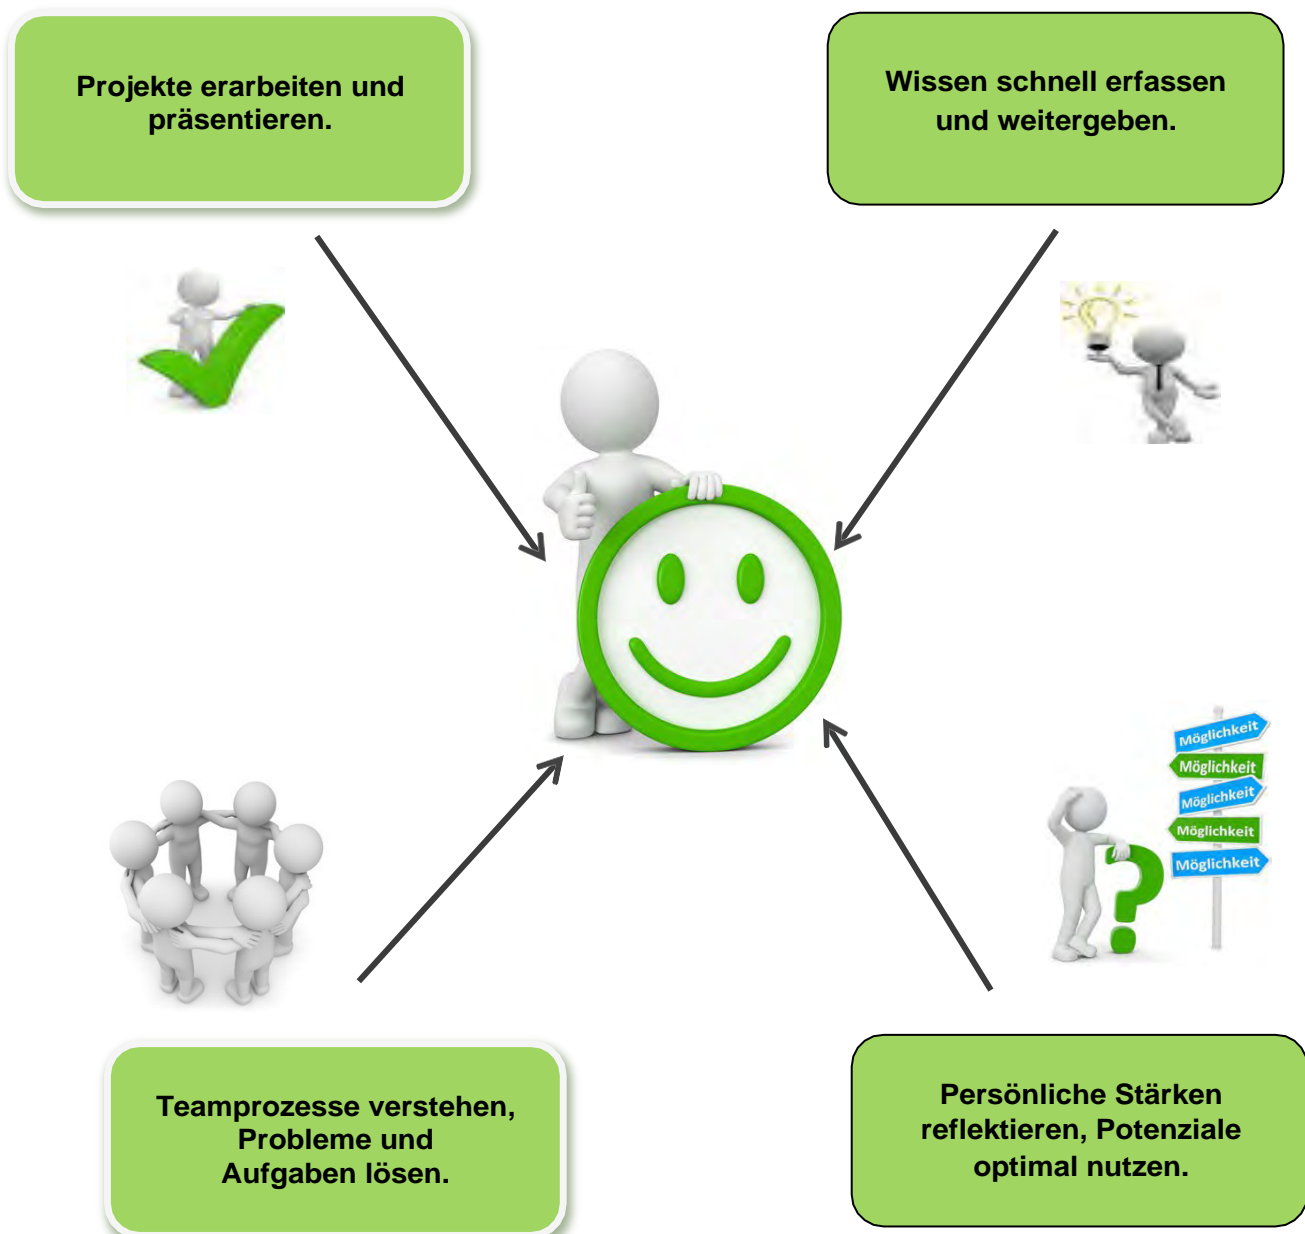 Projekte erarbeiten und
präsentieren.
Wissen schnell erfassen
und weitergeben.
Möglichkeit
Möglichkeit
Möglichkeit
Möglichkeit
Möglichkeit
Teamprozesse verstehen,
Probleme und
Aufgaben lösen.
Persönliche Stärken
reflektieren, Potenziale
optimal nutzen.